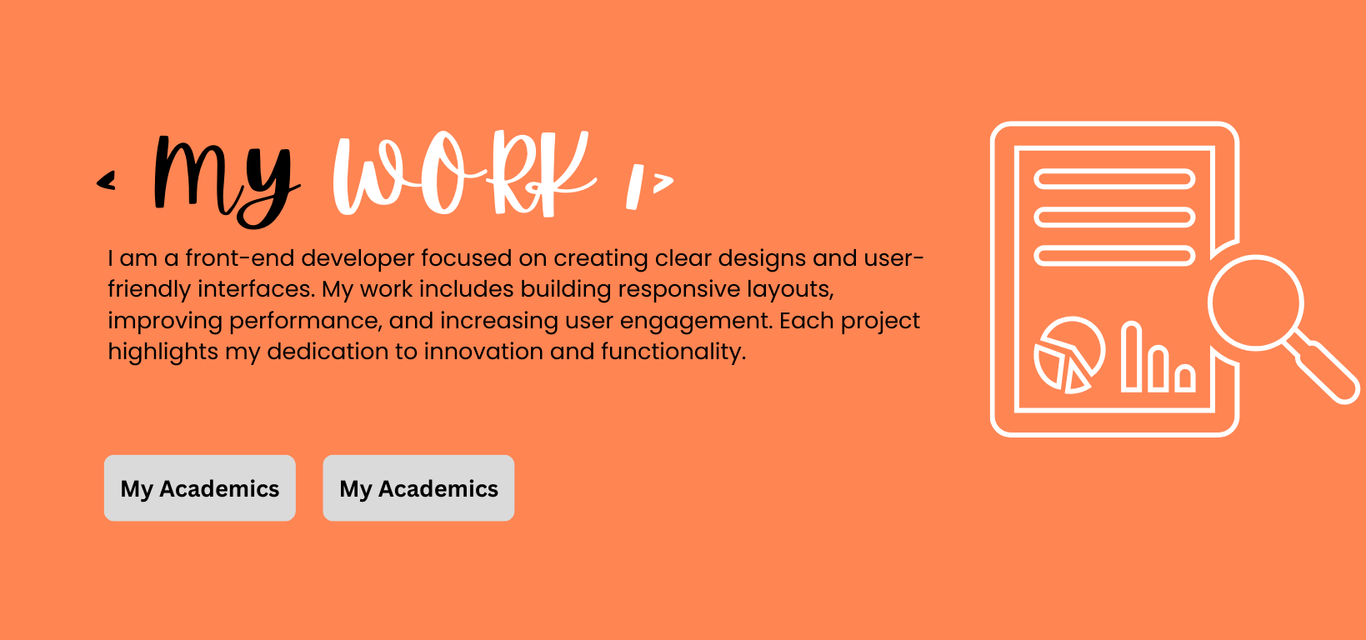 < My WORK />
I am a front-end developer focused on creating clear designs and user-
friendly interfaces. My work includes building responsive layouts,
improving performance, and increasing user engagement. Each project
highlights my dedication to innovation and functionality.
My Academics
My Academics